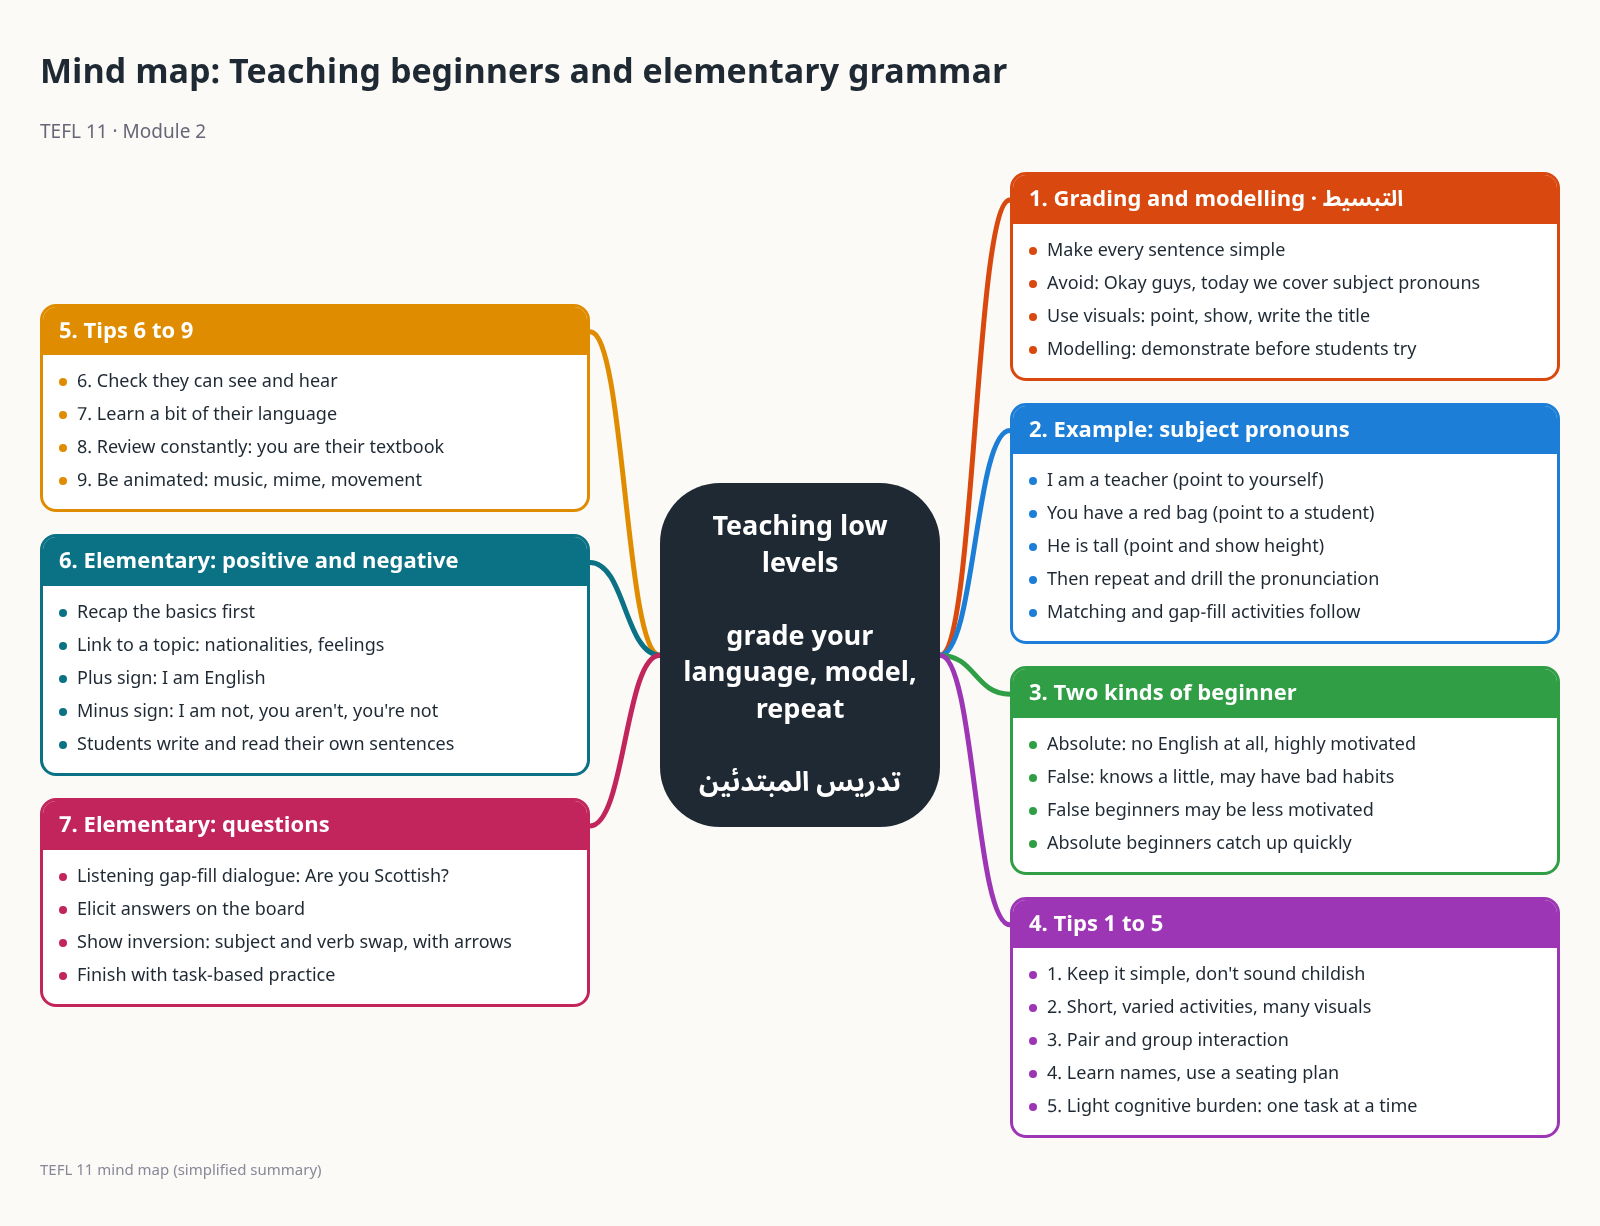 Mind map: Teaching beginners and elementary grammar
TEFL 11 · Module 2
1. Grading and modelling · التبسيط
Make every sentence simple
Avoid: Okay guys, today we cover subject pronouns
Use visuals: point, show, write the title
Modelling: demonstrate before students try
2. Example: subject pronouns
I am a teacher (point to yourself)
You have a red bag (point to a student)
He is tall (point and show height)
Then repeat and drill the pronunciation
Matching and gap-fill activities follow
3. Two kinds of beginner
Absolute: no English at all, highly motivated
False: knows a little, may have bad habits
False beginners may be less motivated
Absolute beginners catch up quickly
4. Tips 1 to 5
1. Keep it simple, don't sound childish
2. Short, varied activities, many visuals
3. Pair and group interaction
4. Learn names, use a seating plan
5. Light cognitive burden: one task at a time
5. Tips 6 to 9
6. Check they can see and hear
7. Learn a bit of their language
8. Review constantly: you are their textbook
9. Be animated: music, mime, movement
6. Elementary: positive and negative
Recap the basics first
Link to a topic: nationalities, feelings
Plus sign: I am English
Minus sign: I am not, you aren't, you're not
Students write and read their own sentences
7. Elementary: questions
Listening gap-fill dialogue: Are you Scottish?
Elicit answers on the board
Show inversion: subject and verb swap, with arrows
Finish with task-based practice
Teaching low
levels
grade your
language, model,
repeat
تدريس المبتدئين
TEFL 11 mind map (simplified summary)